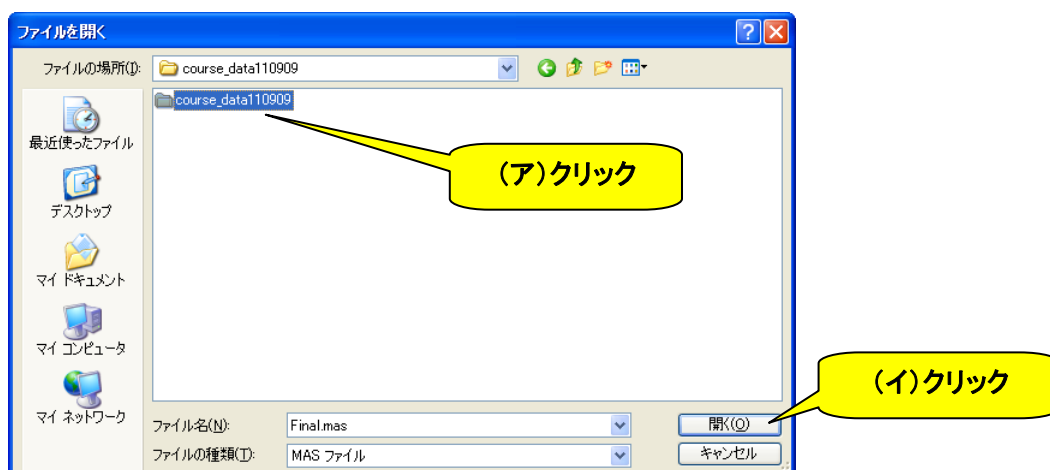 ファイルを開く
ファイルの場所(I):
course_data110909
course_data110909
(ア)クリック
最近使ったファイル
デスクトップ
マイ ドキュメント
マイ コンピュータ
マイ ネットワーク
(イ)クリック
ファイル名(N):
Final.mas
開く(O)
ファイルの種類(T):
MAS ファイル
キャンセル